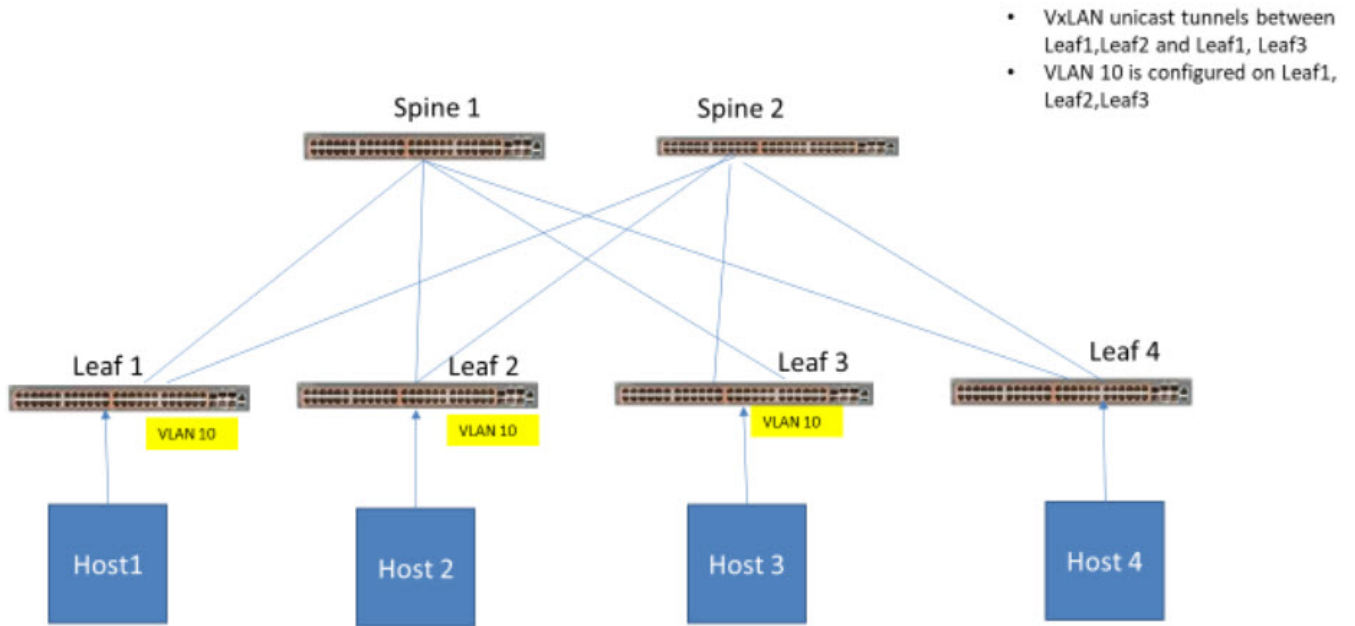 • VxLAN unicast tunnels between
Leaf1,Leaf2 and Leaf1, Leaf3
• VLAN 10 is configured on Leaf1,
Leaf2,Leaf3
Spine 1
Spine 2
Leaf 1
Leaf 2
Leaf 3
Leaf 4
VLAN 10
VLAN 10
VLAN 10
Host1
Host 2
Host 3
Host 4